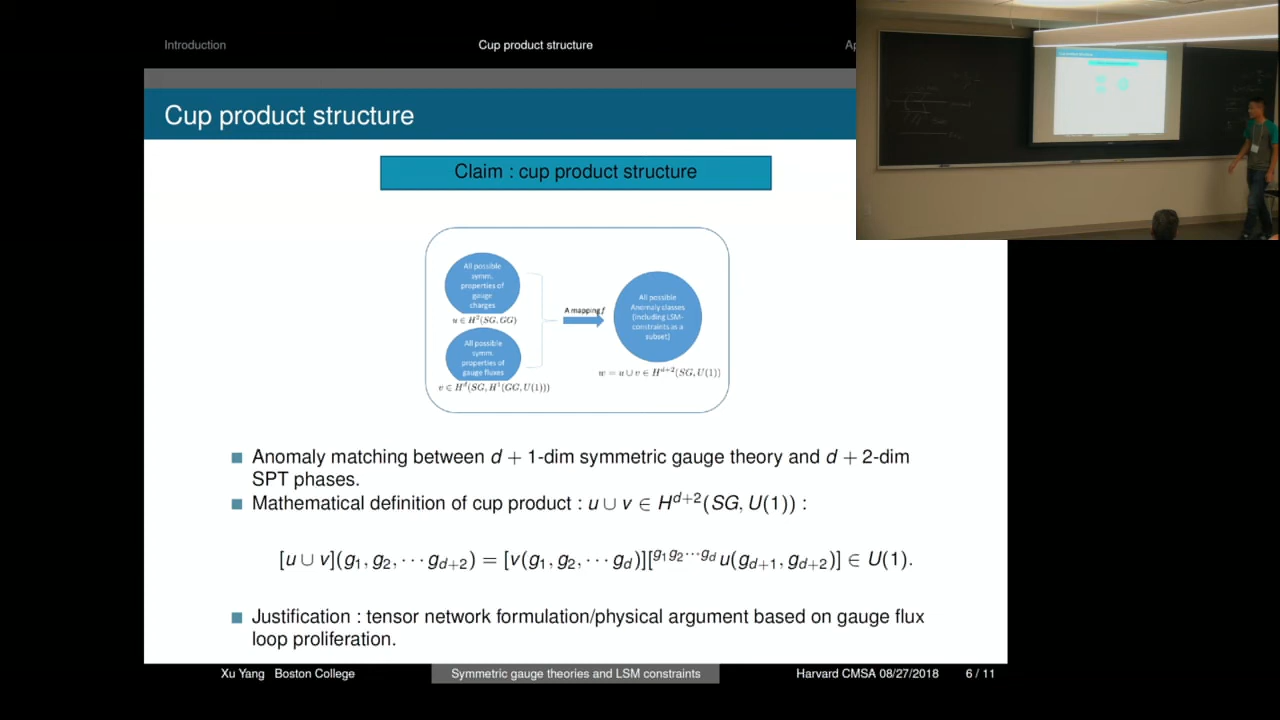 Introduction
Cup product structure
Ap
Cup product structure
Claim : cup product structure
All possible
symm.
properties of
gauge
charges
u ∈ H²(SG, GG)
All possible
symm.
properties of
gauge fluxes
v ∈ H^d(SG, H¹(GG, U(1)))
A mapping f
All possible
Anomaly classes
(including LSM-
constraints as a
subset)
w = u ∪ v ∈ H^{d+2}(SG, U(1))
Anomaly matching between d + 1-dim symmetric gauge theory and d + 2-dim
SPT phases.
Mathematical definition of cup product : u ∪ v ∈ H^{d+2}(SG, U(1)) :
[u ∪ v](g₁, g₂, ··· g_{d+2}) = [v(g₁, g₂, ··· g_d)][^{g₁g₂···g_d} u(g_{d+1}, g_{d+2})] ∈ U(1).
Justification : tensor network formulation/physical argument based on gauge flux
loop proliferation.
Xu Yang Boston College
Symmetric gauge theories and LSM constraints
Harvard CMSA 08/27/2018
6 / 11